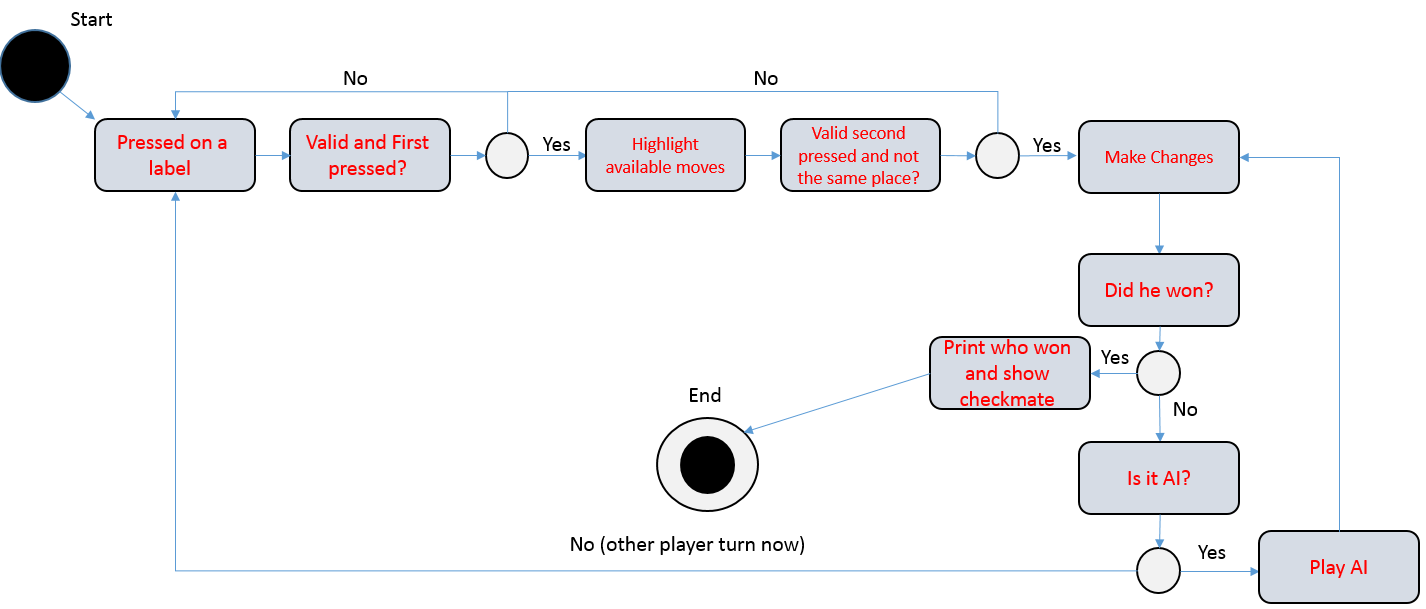 Start
No
No
Pressed on a
label
Valid and First
pressed?
Yes
Highlight
available moves
Valid second
pressed and not
the same place?
Yes
Make Changes
Did he won?
Print who won
and show
checkmate
Yes
End
No
Is it AI?
No (other player turn now)
Yes
Play AI